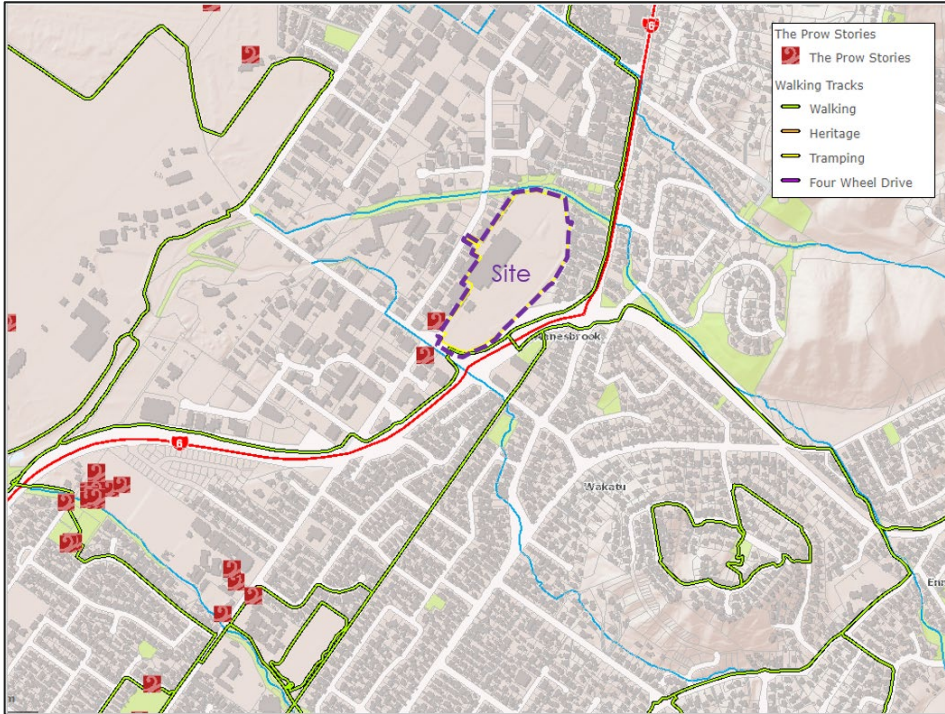 The Prow Stories
The Prow Stories
Walking Tracks
Walking
Heritage
Tramping
Four Wheel Drive
6
Site
6
Wakatu